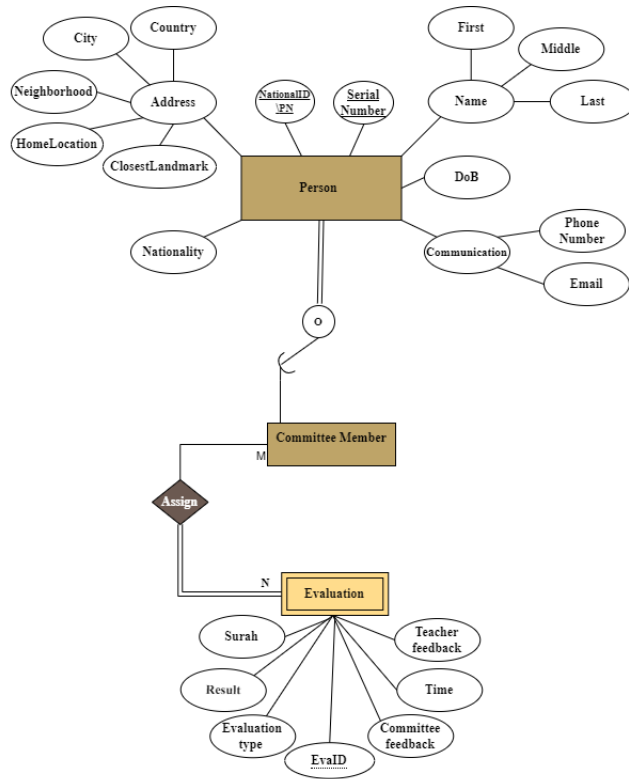 Country
First
City
Middle
Neighborhood
Address
NationalID
\PN
Serial
Number
Name
Last
HomeLocation
ClosestLandmark
Person
DoB
Nationality
Communication
Phone
Number
Email
O
Committee Member
M
Assign
N
Evaluation
Surah
Teacher
feedback
Result
Time
Evaluation
type
Committee
feedback
EvaID